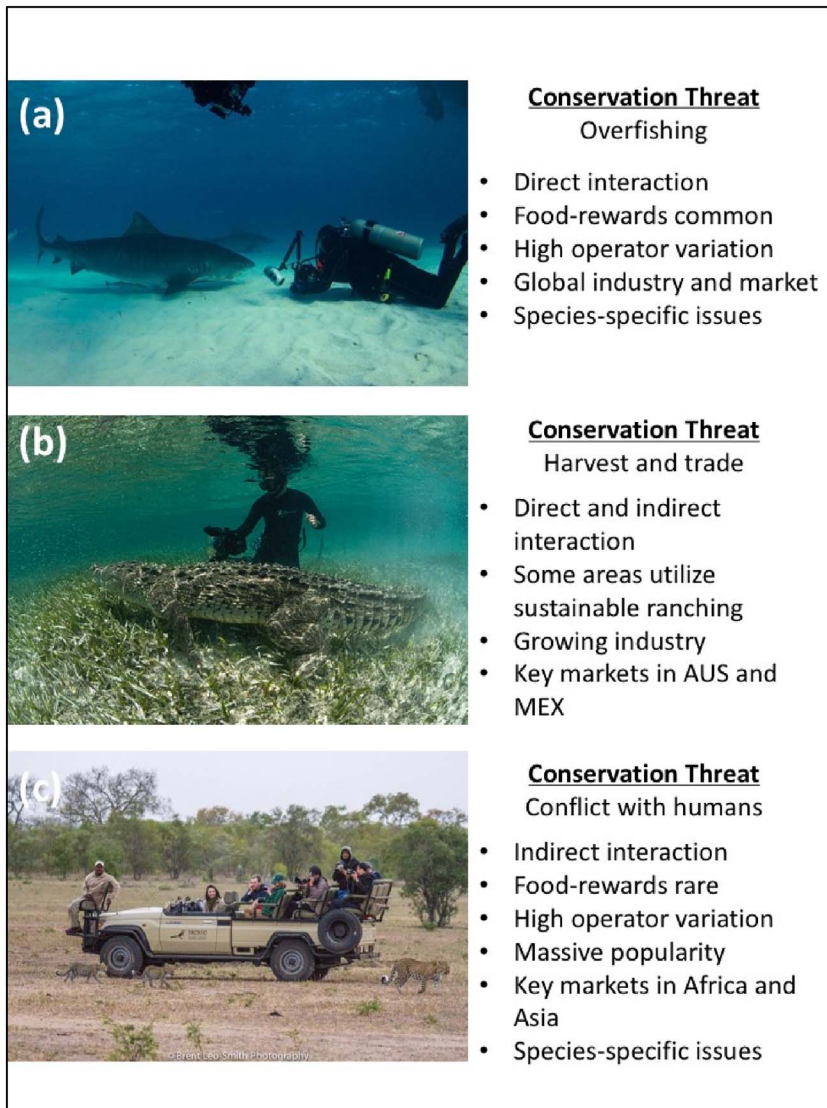 (a)
Conservation Threat
Overfishing
• Direct interaction
• Food-rewards common
• High operator variation
• Global industry and market
• Species-specific issues
(b)
Conservation Threat
Harvest and trade
• Direct and indirect
interaction
• Some areas utilize
sustainable ranching
• Growing industry
• Key markets in AUS and
MEX
(c)
Conservation Threat
Conflict with humans
• Indirect interaction
• Food-rewards rare
• High operator variation
• Massive popularity
• Key markets in Africa and
Asia
• Species-specific issues
© Brent Leo-Smith Photography